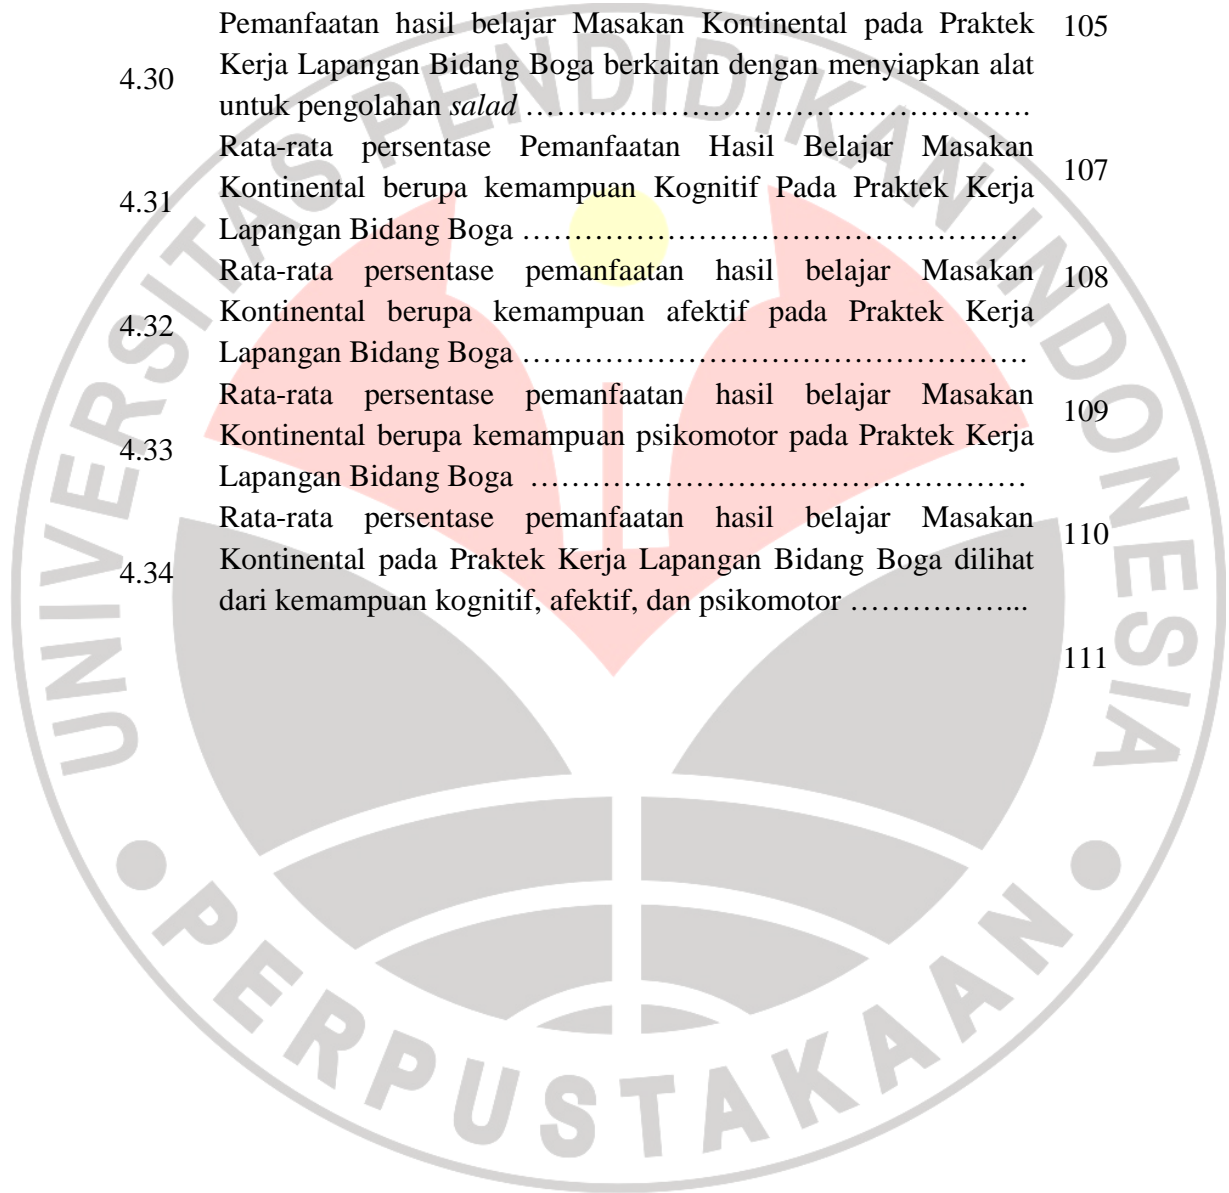 Pemanfaatan hasil belajar Masakan Kontinental pada Praktek 105
4.30 Kerja Lapangan Bidang Boga berkaitan dengan menyiapkan alat
untuk pengolahan salad ………………………………………….
Rata-rata persentase Pemanfaatan Hasil Belajar Masakan
4.31 Kontinental berupa kemampuan Kognitif Pada Praktek Kerja 107
Lapangan Bidang Boga …………………………………………
Rata-rata persentase pemanfaatan hasil belajar Masakan 108
4.32 Kontinental berupa kemampuan afektif pada Praktek Kerja
Lapangan Bidang Boga ………………………………………….
Rata-rata persentase pemanfaatan hasil belajar Masakan 109
4.33 Kontinental berupa kemampuan psikomotor pada Praktek Kerja
Lapangan Bidang Boga …………………………………………
Rata-rata persentase pemanfaatan hasil belajar Masakan 110
4.34 Kontinental pada Praktek Kerja Lapangan Bidang Boga dilihat
dari kemampuan kognitif, afektif, dan psikomotor ……………...
111
UNIVERSITAS PENDIDIKAN INDONESIA
PERPUSTAKAAN